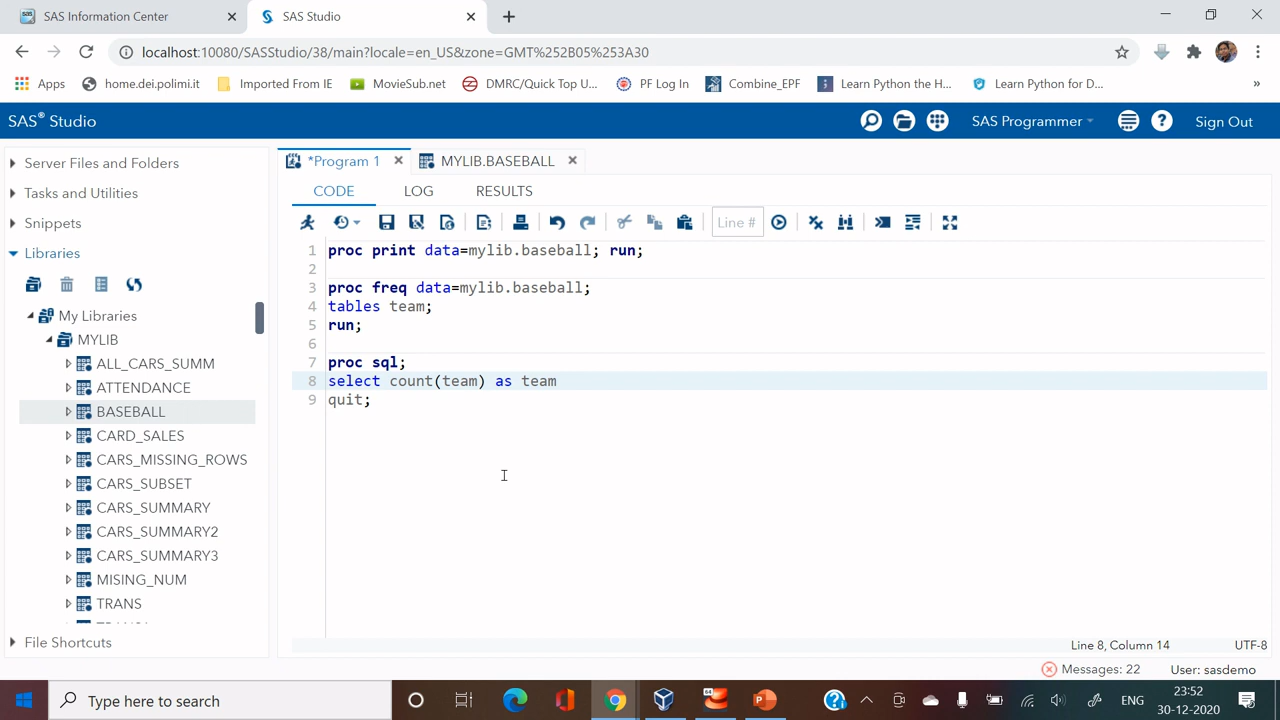 SAS Information Center
SAS Studio
localhost:10080/SASStudio/38/main?locale=en_US&zone=GMT%252B05%253A30
Apps
home.dei.polimi.it
Imported From IE
MovieSub.net
DMRC/Quick Top U...
PF Log In
Combine_EPF
Learn Python the H...
Learn Python for D...
»
SAS® Studio
SAS Programmer
Sign Out
Server Files and Folders
Tasks and Utilities
Snippets
Libraries
My Libraries
MYLIB
ALL_CARS_SUMM
ATTENDANCE
BASEBALL
CARD_SALES
CARS_MISSING_ROWS
CARS_SUBSET
CARS_SUMMARY
CARS_SUMMARY2
CARS_SUMMARY3
MISING_NUM
TRANS
File Shortcuts
*Program 1
MYLIB.BASEBALL
CODE
LOG
RESULTS
Line #
1 proc print data=mylib.baseball; run;
2
3 proc freq data=mylib.baseball;
4 tables team;
5 run;
6
7 proc sql;
8 select count(team) as team
9 quit;
Line 8, Column 14
UTF-8
Messages: 22
User: sasdemo
Type here to search
64
ENG
23:52
30-12-2020